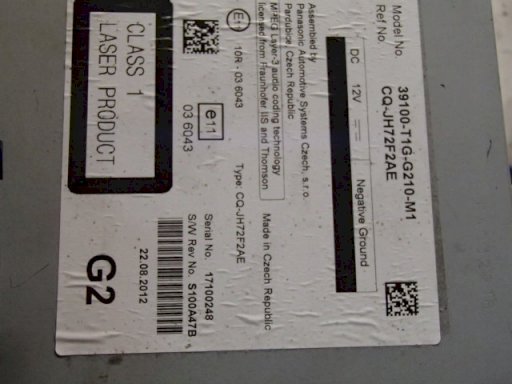 Model No. 39100-T1G-G210-M1
Ref No. CQ-JH72F2AE
DC 12V Negative Ground
Assembled by
Panasonic Automotive Systems Czech, s.r.o.
Pardubice, Czech Republic
MPEG Layer-3 audio coding technology
licensed from Fraunhofer IIS and Thomson
Made in Czech Republic
E11 10R - 03 6043 Type: CQ-JH72F2AE
e11
03 6043
Serial No. 17100248
S/W Rev No. S100A47B
CLASS 1
LASER PRODUCT
22.08.2012
G2